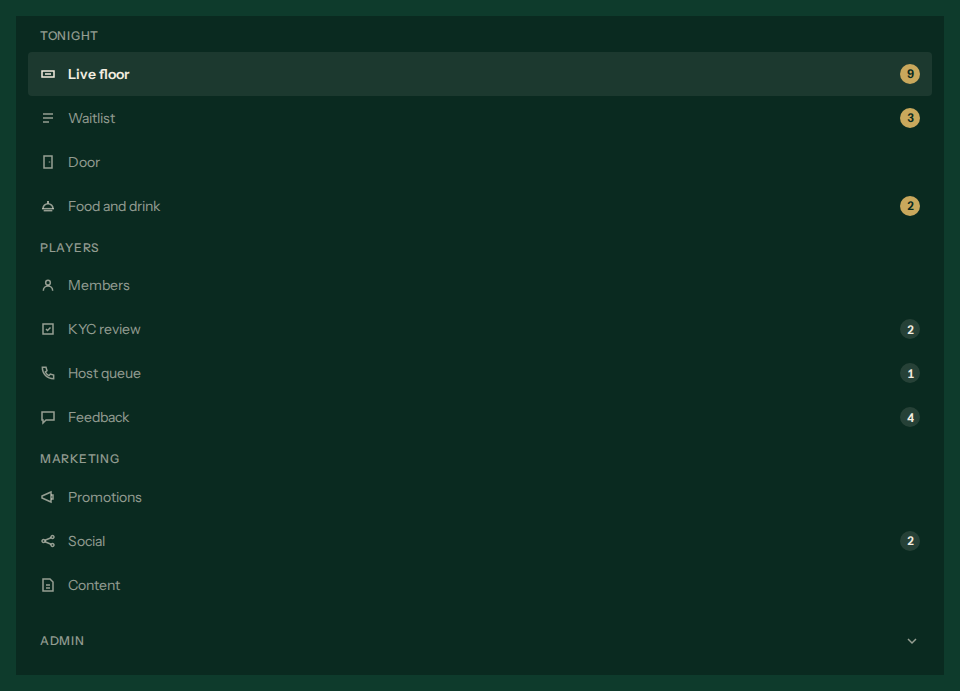 TONIGHT
Live floor 9
Waitlist 3
Door
Food and drink 2
PLAYERS
Members
KYC review 2
Host queue 1
Feedback 4
MARKETING
Promotions
Social 2
Content
ADMIN